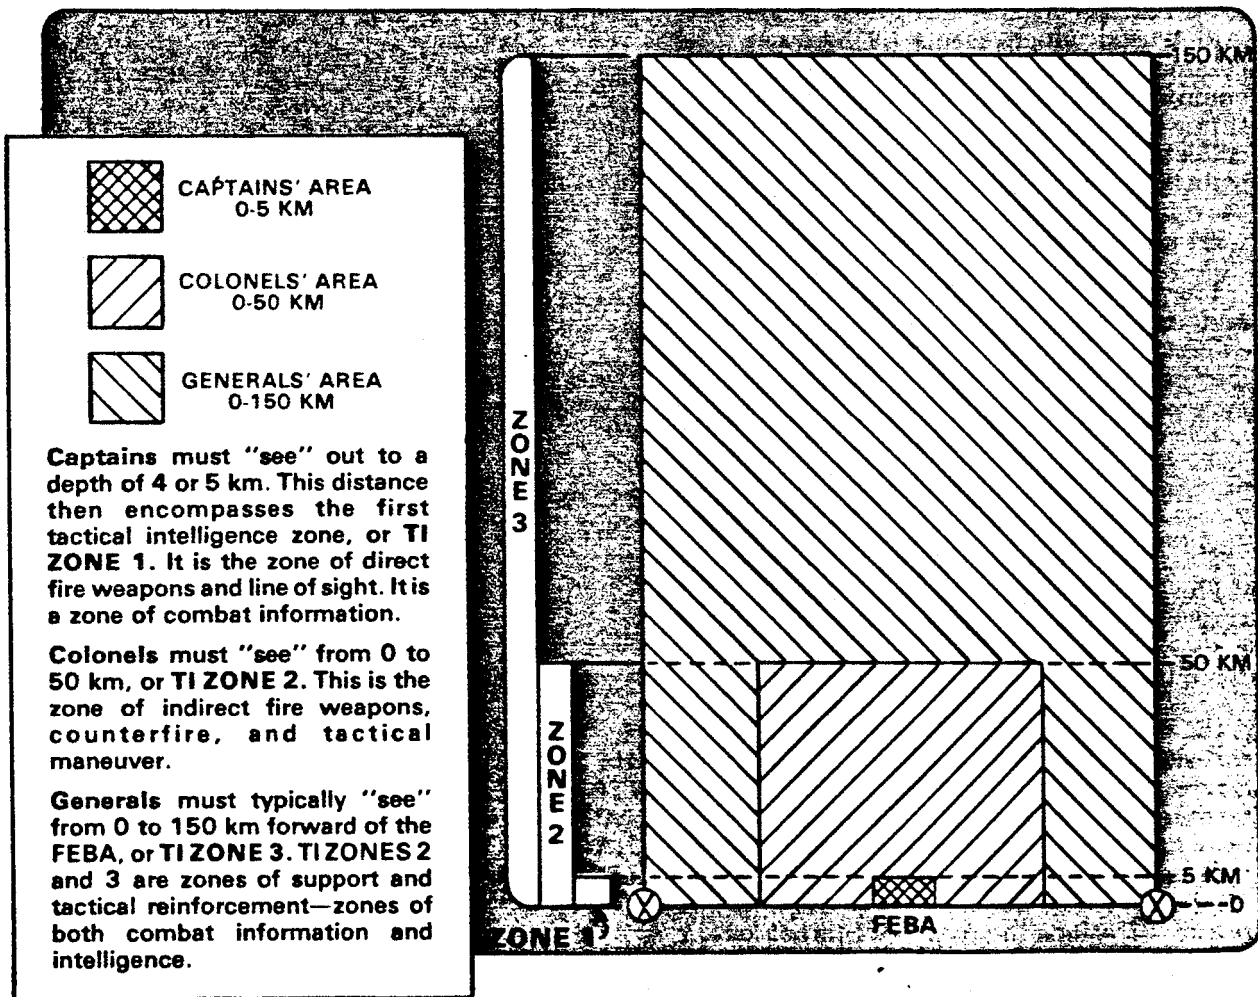 CAPTAINS' AREA
0-5 KM
COLONELS' AREA
0-50 KM
GENERALS' AREA
0-150 KM
Captains must "see" out to a
depth of 4 or 5 km. This distance
then encompasses the first
tactical intelligence zone, or TI
ZONE 1. It is the zone of direct
fire weapons and line of sight. It is
a zone of combat information.
Colonels must "see" from 0 to
50 km, or TI ZONE 2. This is the
zone of indirect fire weapons,
counterfire, and tactical
maneuver.
Generals must typically "see"
from 0 to 150 km forward of the
FEBA, or TI ZONE 3. TI ZONES 2
and 3 are zones of support and
tactical reinforcement—zones of
both combat information and
intelligence.
ZONE 3
ZONE 2
ZONE 1
150 KM
50 KM
5 KM
0
X
X
FEBA